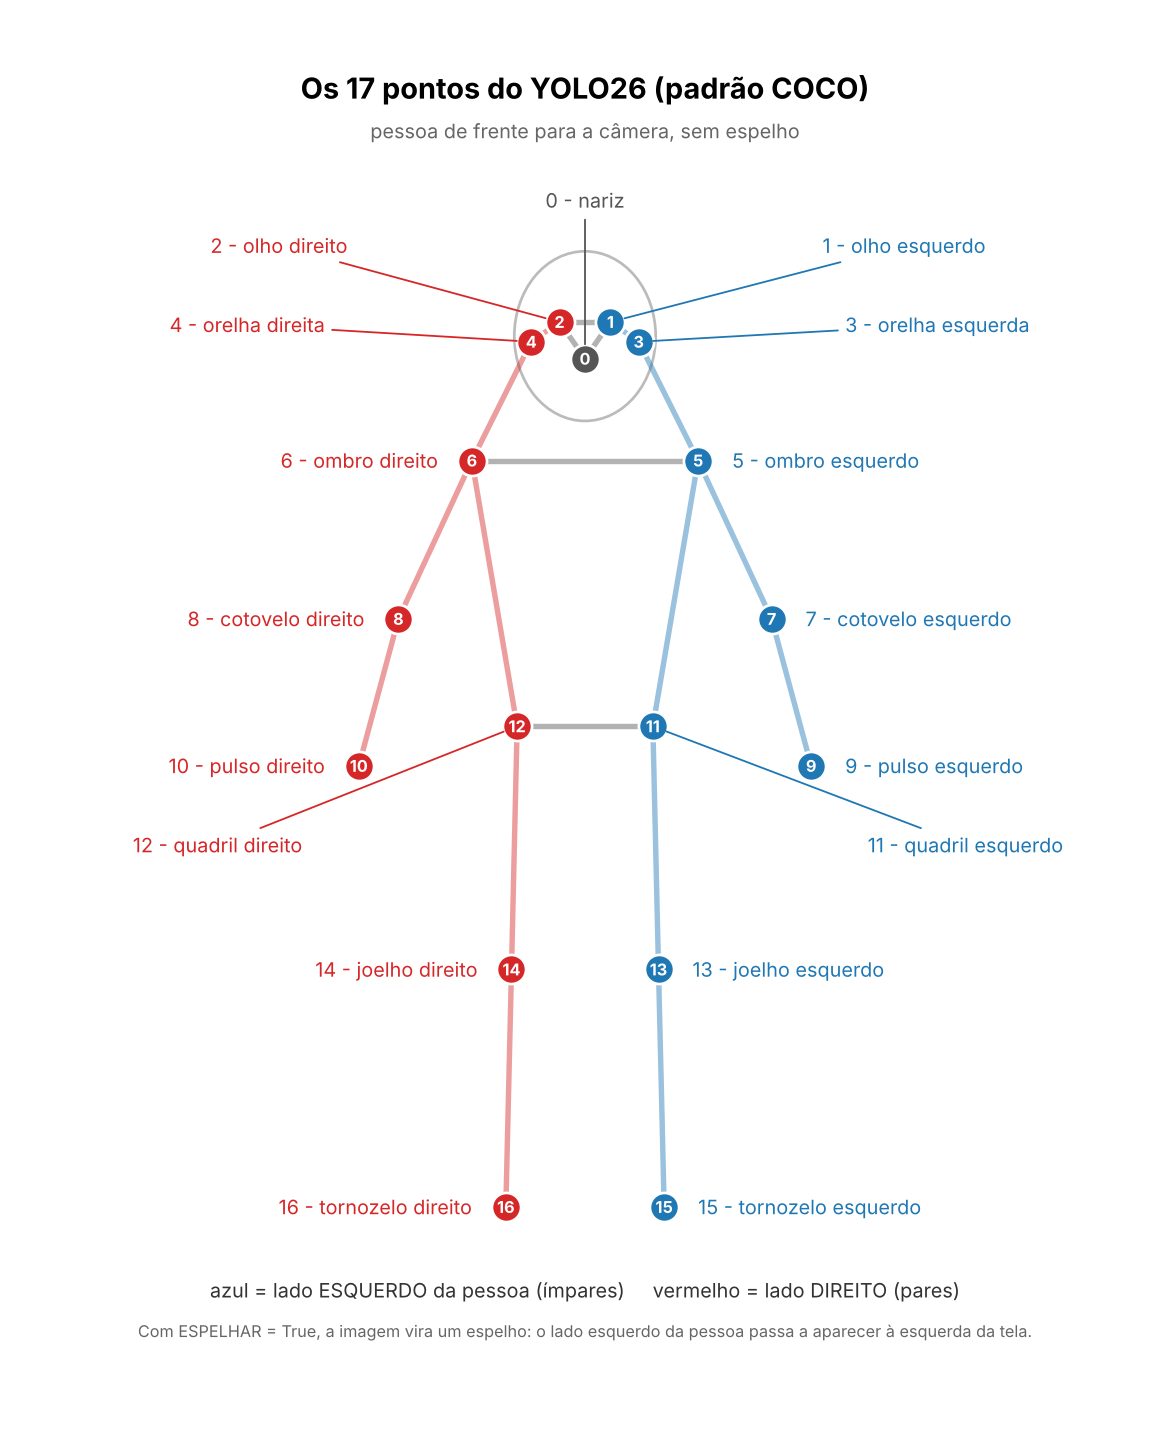 Os 17 pontos do YOLO26 (padrão COCO)
pessoa de frente para a câmera, sem espelho
0 - nariz
2 - olho direito
1 - olho esquerdo
4 - orelha direita
3 - orelha esquerda
2
1
4
3
0
6 - ombro direito
6
5
5 - ombro esquerdo
8 - cotovelo direito
8
7
7 - cotovelo esquerdo
12
11
10 - pulso direito
10
9
9 - pulso esquerdo
12 - quadril direito
11 - quadril esquerdo
14 - joelho direito
14
13
13 - joelho esquerdo
16 - tornozelo direito
16
15
15 - tornozelo esquerdo
azul = lado ESQUERDO da pessoa (ímpares)
vermelho = lado DIREITO (pares)
Com ESPELHAR = True, a imagem vira um espelho: o lado esquerdo da pessoa passa a aparecer à esquerda da tela.